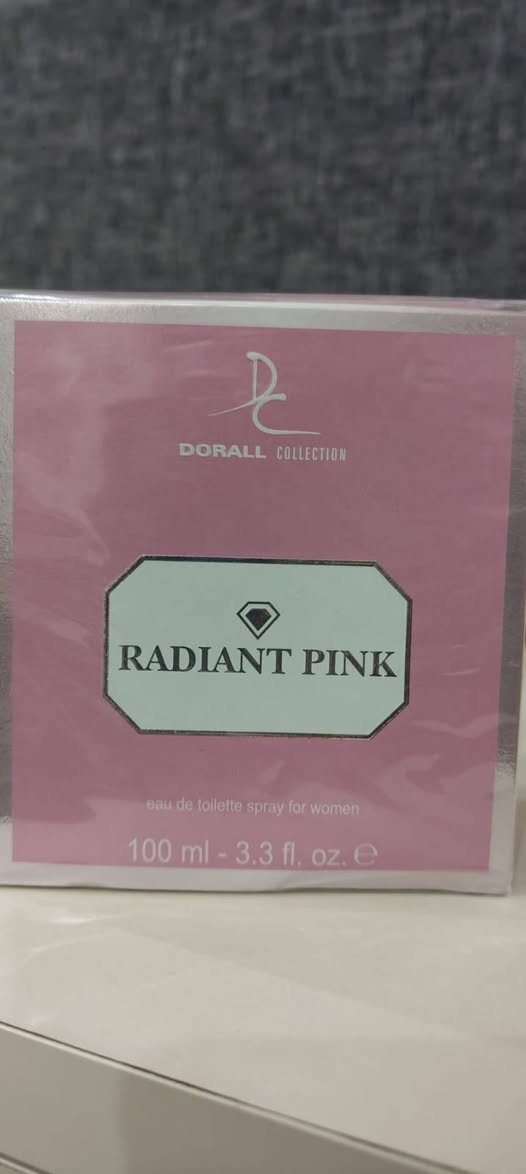 DC
DORALL COLLECTION
RADIANT PINK
eau de toilette spray for women
100 ml - 3.3 fl. oz. ℮